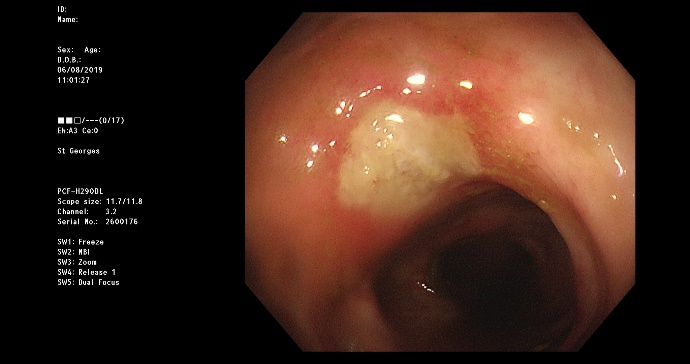 ID:
Name:
Sex: Age:
D.O.B.:
06/08/2019
11:01:27
■■□/---(0/17)
Eh:A3 Ce:0
St Georges
PCF-H290DL
Scope size: 11.7/11.8
Channel: 3.2
Serial No.: 2600176
SW1: Freeze
SW2: NBI
SW3: Zoom
SW4: Release 1
SW5: Dual Focus